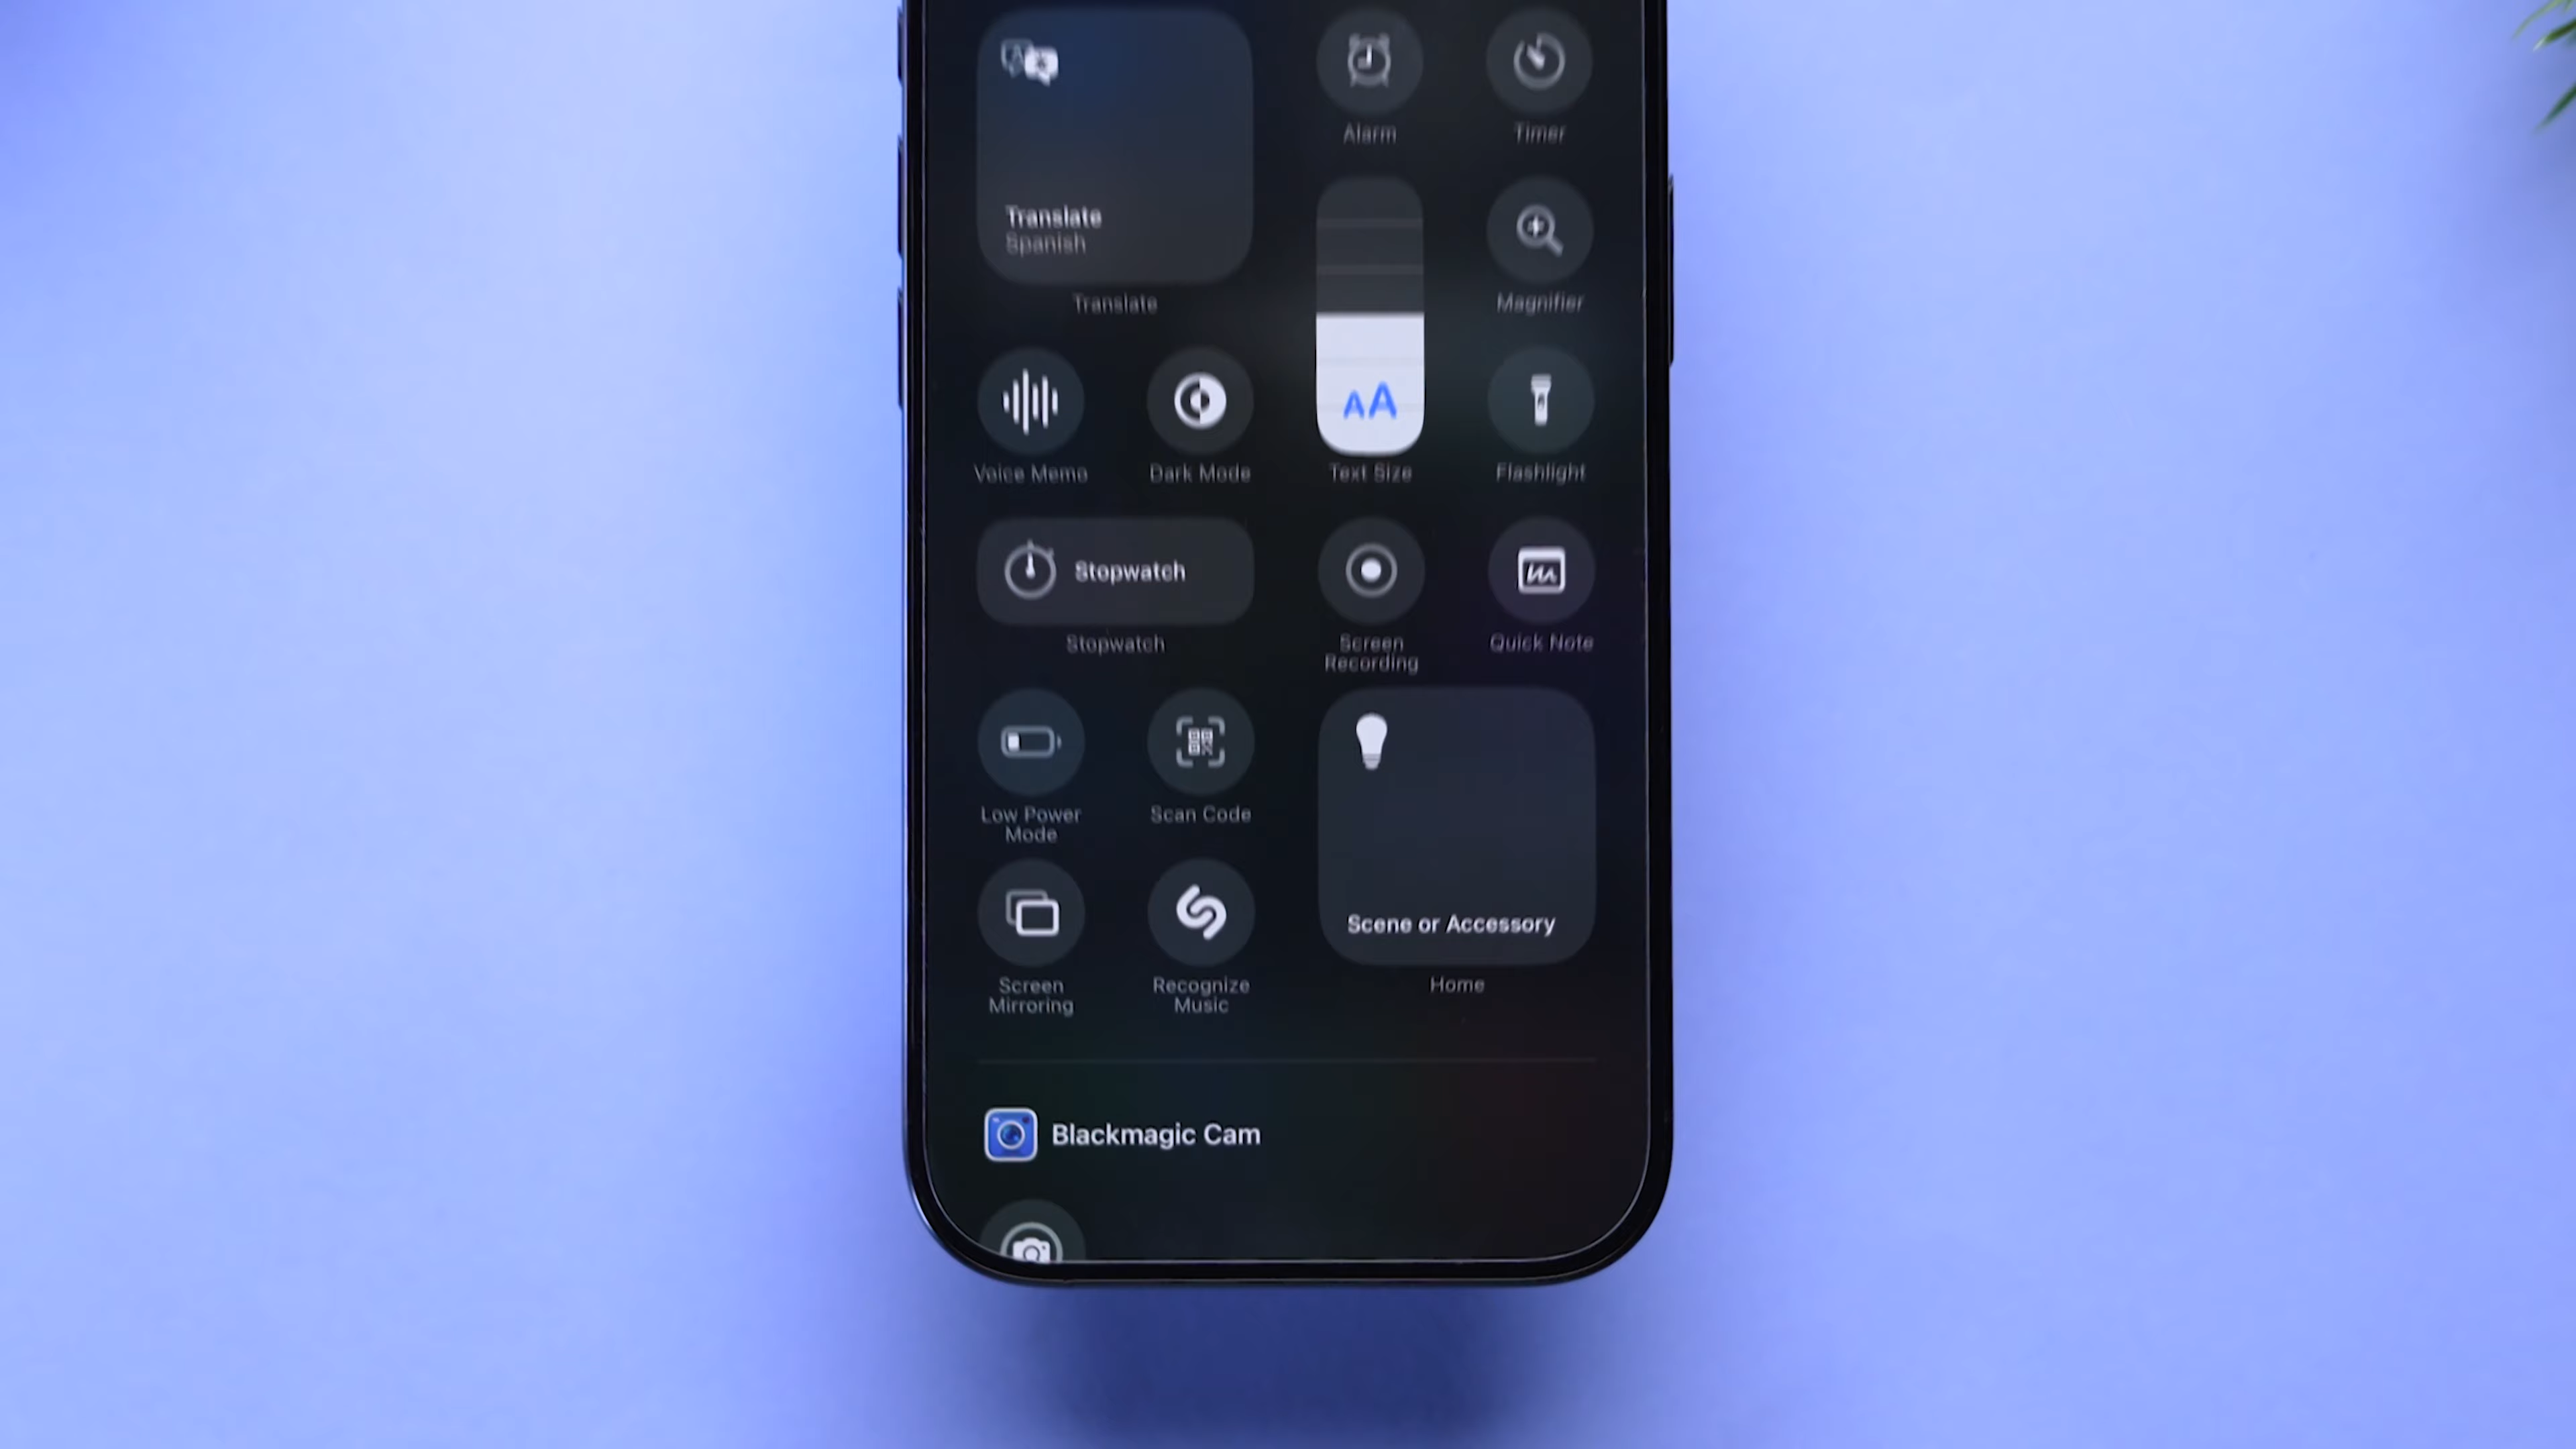 Alarm
Timer
Translate
Spanish
Translate
Magnifier
AA
Voice Memo
Dark Mode
Text Size
Flashlight
Stopwatch
Stopwatch
Screen
Recording
Quick Note
Low Power
Mode
Scan Code
Scene or Accessory
Screen
Mirroring
Recognize
Music
Home
Blackmagic Cam